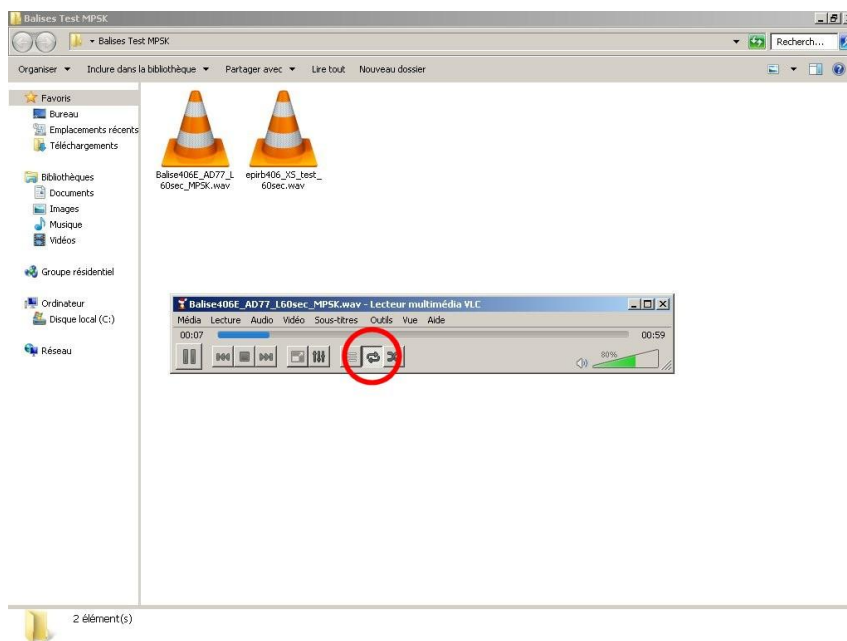 Balises Test MPSK
Balises Test MPSK
Recherch...
Organiser
Inclure dans la bibliothèque
Partager avec
Lire tout
Nouveau dossier
Favoris
Bureau
Emplacements récents
Téléchargements
Bibliothèques
Documents
Images
Musique
Vidéos
Groupe résidentiel
Ordinateur
Disque local (C:)
Réseau
Balise406E_AD77_L
60sec_MPSK.wav
epirb406_XS_test_
60sec.wav
Balise406E_AD77_L60sec_MPSK.wav - Lecteur multimédia VLC
Média Lecture Audio Vidéo Sous-titres Outils Vue Aide
00:07 00:59
80%
2 élément(s)